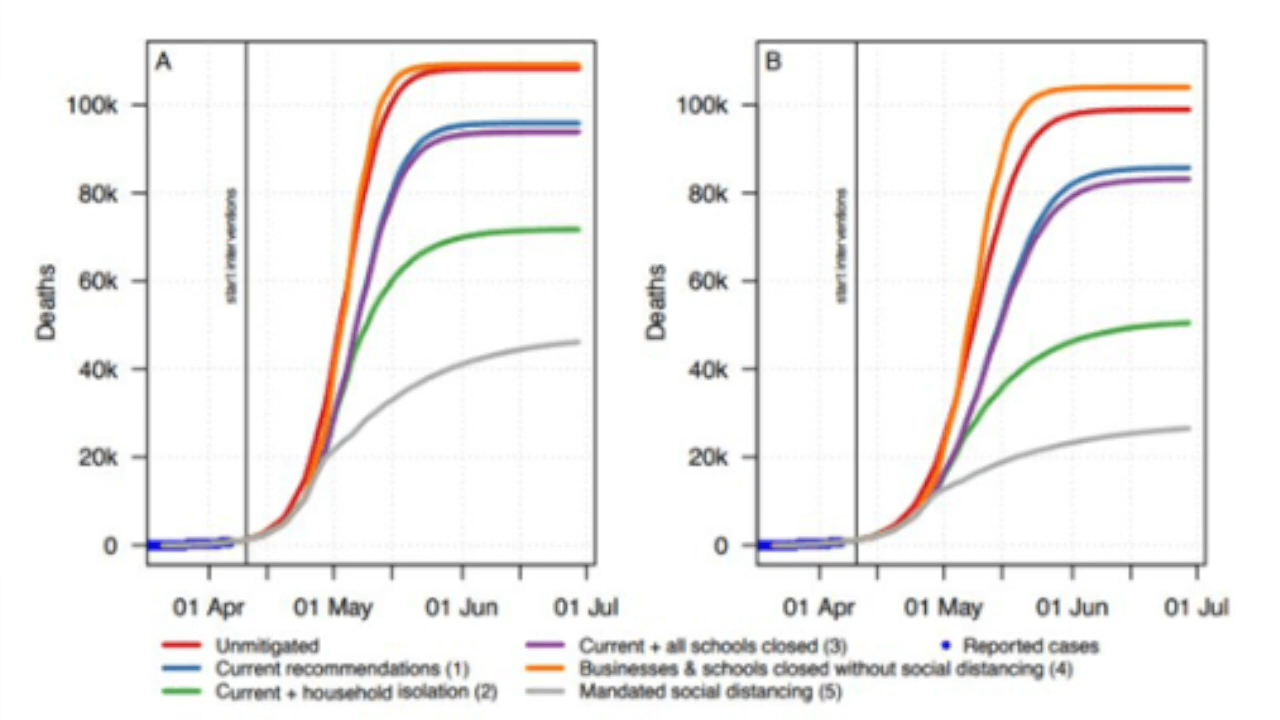 A
B
100k
100k
80k
80k
start interventions
start interventions
60k
60k
Deaths
Deaths
40k
40k
20k
20k
0
0
01 Apr 01 May 01 Jun 01 Jul
01 Apr 01 May 01 Jun 01 Jul
Unmitigated
Current + all schools closed (3)
Reported cases
Current recommendations (1)
Businesses & schools closed without social distancing (4)
Current + household isolation (2)
Mandated social distancing (5)